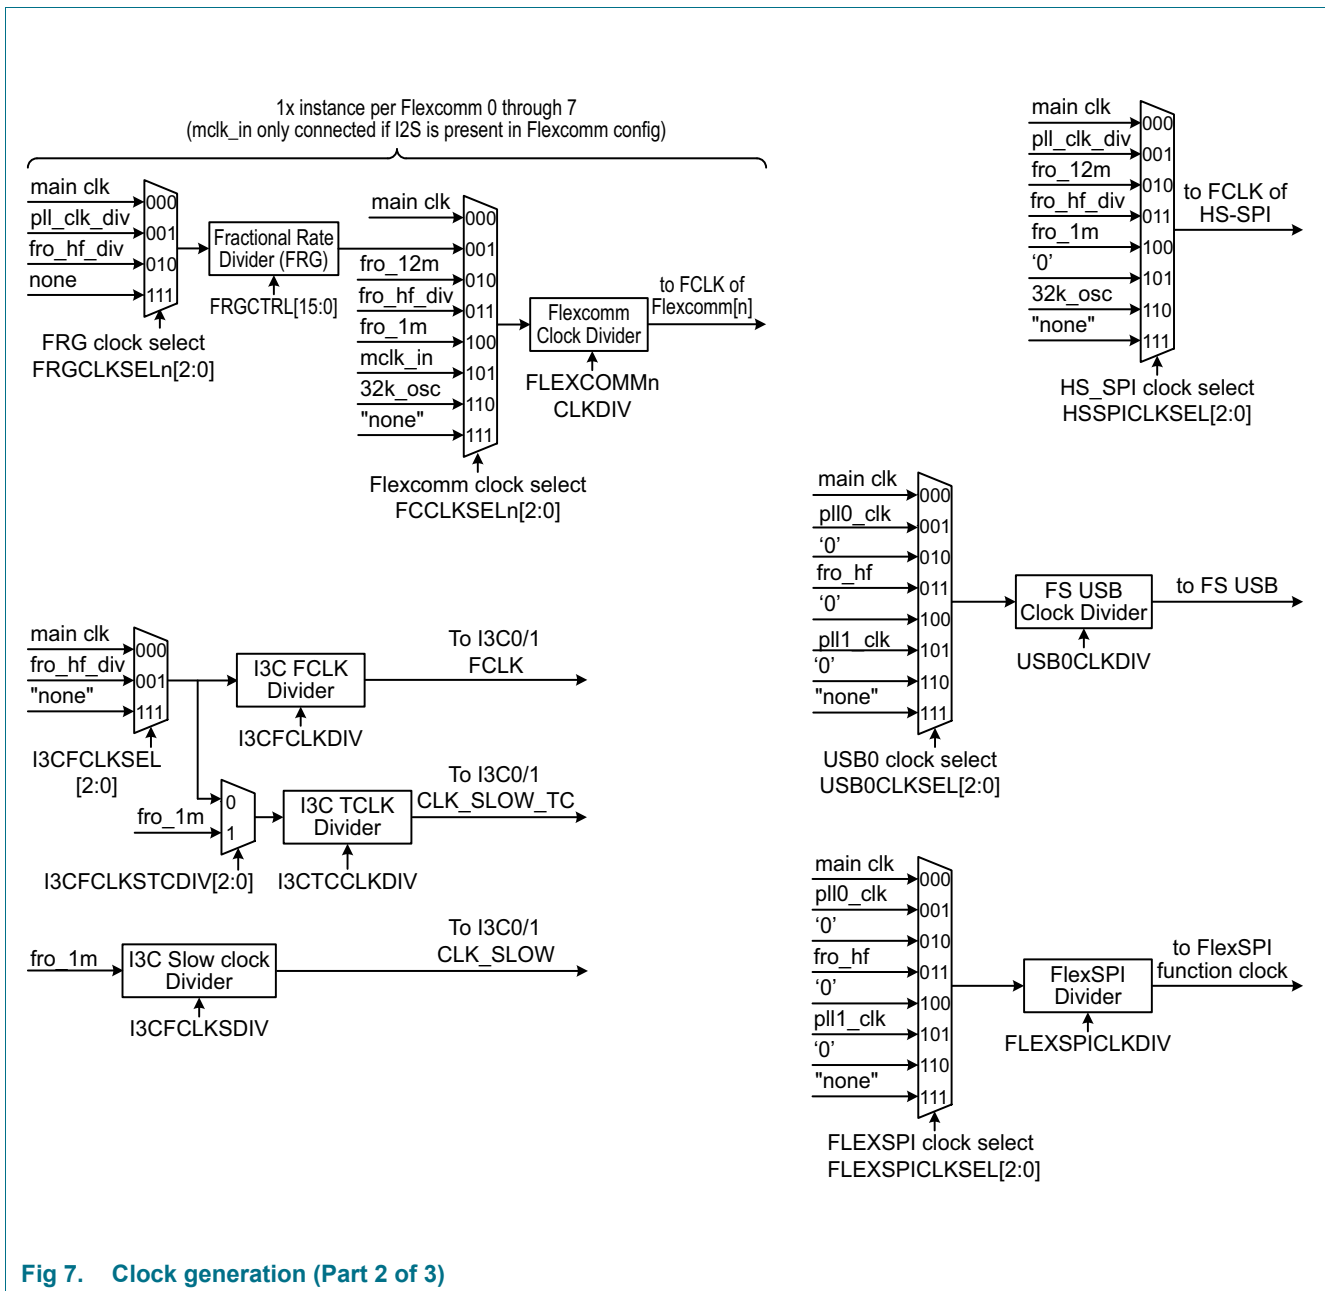 1x instance per Flexcomm 0 through 7
(mclk_in only connected if I2S is present in Flexcomm config)
main clk
000
pll_clk_div
001
fro_hf_div
010
none
111
FRG clock select
FRGCLKSELn[2:0]
Fractional Rate
Divider (FRG)
FRGCTRL[15:0]
main clk
000
001
fro_12m
010
fro_hf_div
011
fro_1m
100
mclk_in
101
32k_osc
110
"none"
111
Flexcomm clock select
FCCLKSELn[2:0]
Flexcomm
Clock Divider
FLEXCOMMn
CLKDIV
to FCLK of
Flexcomm[n]
main clk
000
pll_clk_div
001
fro_12m
010
fro_hf_div
011
fro_1m
100
‘0’
101
32k_osc
110
"none"
111
HS_SPI clock select
HSSPICLKSEL[2:0]
to FCLK of
HS-SPI
main clk
000
pll0_clk
001
‘0’
010
fro_hf
011
‘0’
100
pll1_clk
101
‘0’
110
"none"
111
USB0 clock select
USB0CLKSEL[2:0]
FS USB
Clock Divider
USB0CLKDIV
to FS USB
main clk
000
fro_hf_div
001
"none"
111
I3CFCLKSEL
[2:0]
I3C FCLK
Divider
I3CFCLKDIV
To I3C0/1
FCLK
0
fro_1m
1
I3CFCLKSTCDIV[2:0]
I3C TCLK
Divider
I3CTCCLKDIV
To I3C0/1
CLK_SLOW_TC
fro_1m
I3C Slow clock
Divider
I3CFCLKSDIV
To I3C0/1
CLK_SLOW
main clk
000
pll0_clk
001
‘0’
010
fro_hf
011
‘0’
100
pll1_clk
101
‘0’
110
"none"
111
FLEXSPI clock select
FLEXSPICLKSEL[2:0]
FlexSPI
Divider
FLEXSPICLKDIV
to FlexSPI
function clock
Fig 7. Clock generation (Part 2 of 3)